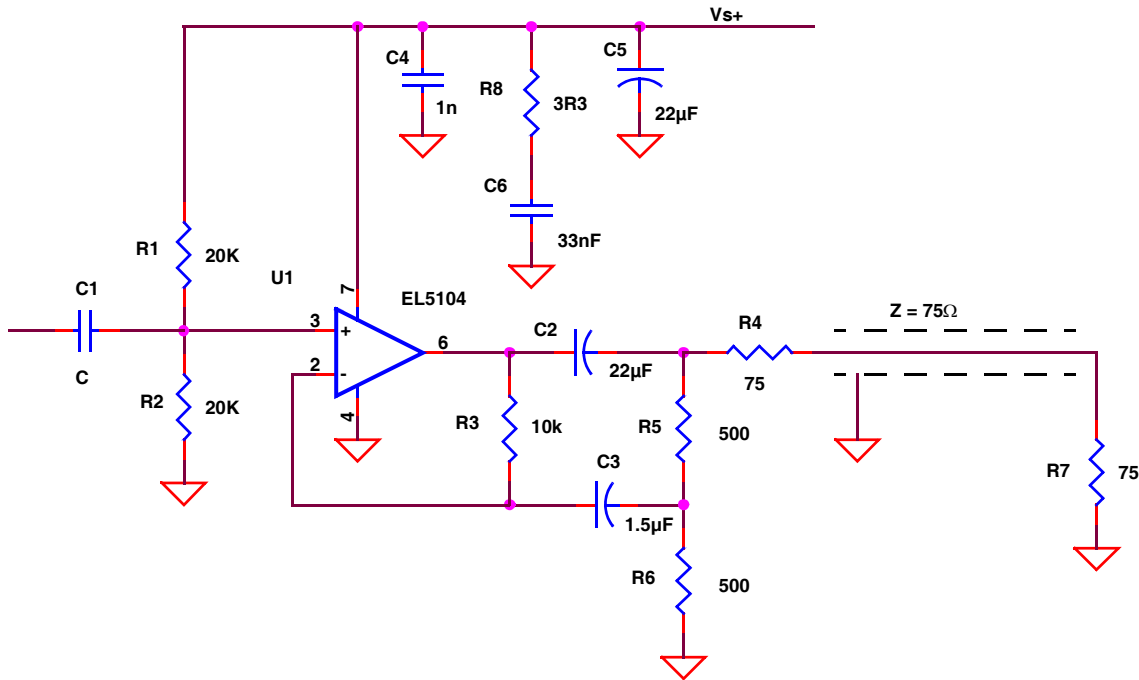 Vs+
C4
1n
R8
3R3
C5
22µF
C6
33nF
R1
20K
U1
EL5104
7
C1
C
3
+
2
-
6
4
R2
20K
C2
22µF
R4
75
Z = 75Ω
R3
10k
R5
500
C3
1.5µF
R6
500
R7
75